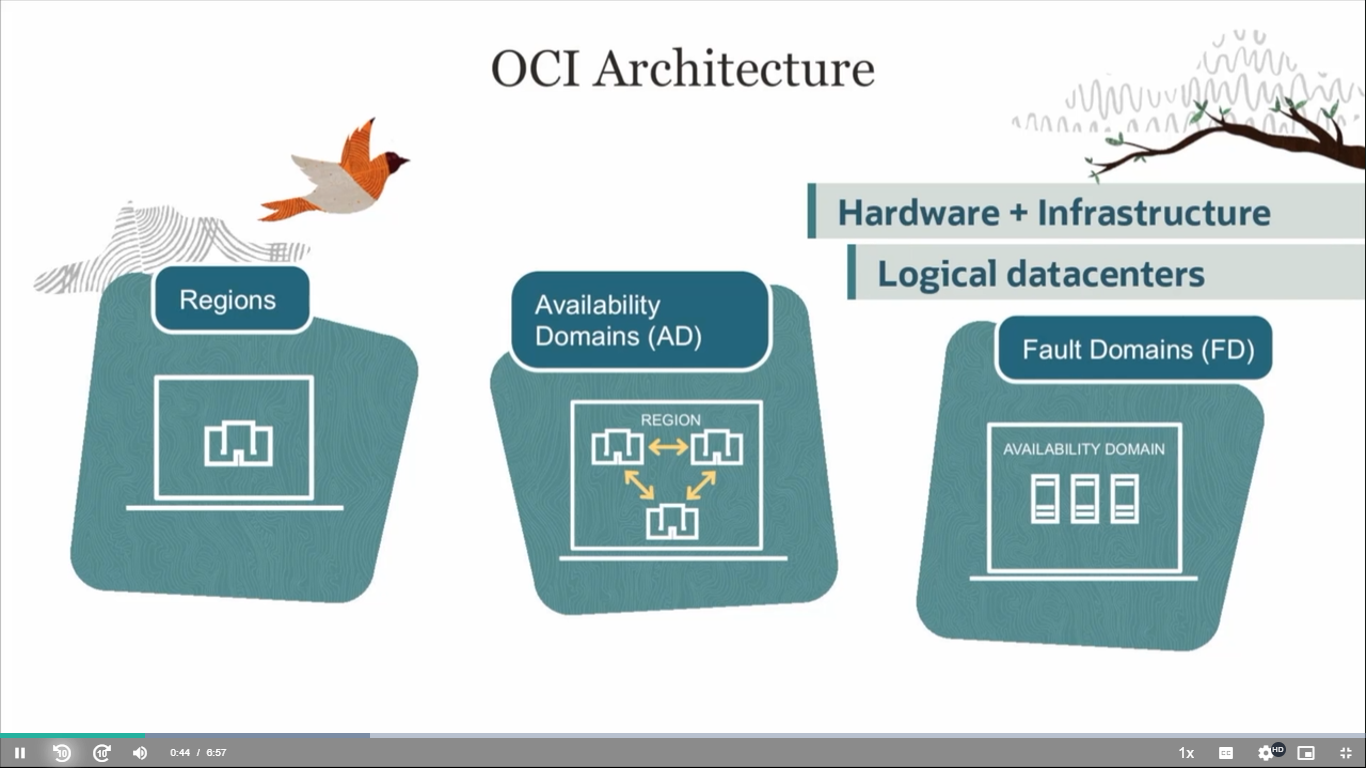 OCI Architecture
Hardware + Infrastructure
Logical datacenters
Regions
Availability
Domains (AD)
REGION
Fault Domains (FD)
AVAILABILITY DOMAIN
10
10
0:44 / 6:57
1x
CC
HD